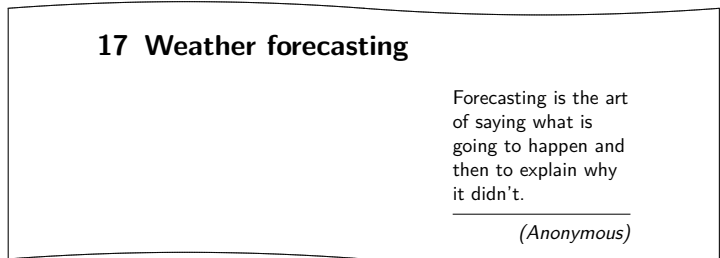 17 Weather forecasting
Forecasting is the art
of saying what is
going to happen and
then to explain why
it didn't.
(Anonymous)